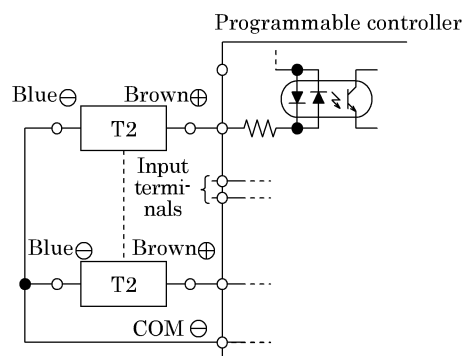 Programmable controller
Blue⊖ Brown⊕
T2
Input
termi-
nals
Blue⊖ Brown⊕
T2
COM ⊖